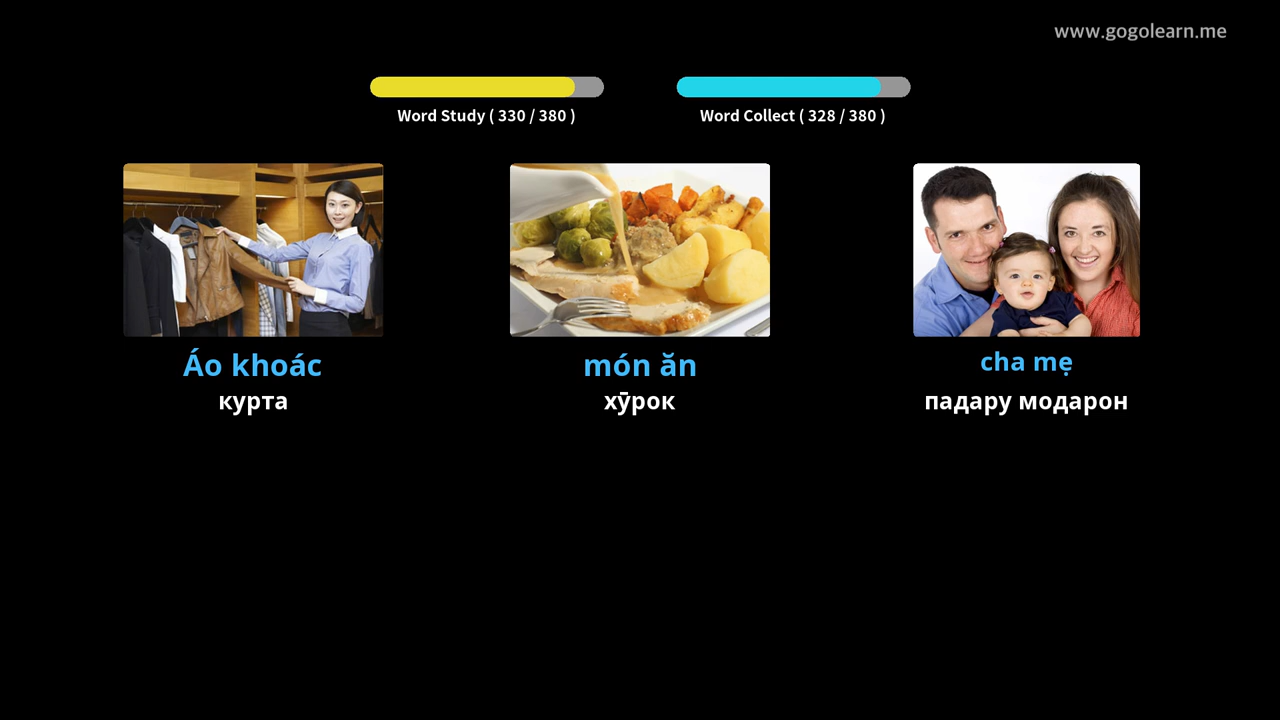 www.gogolearn.me
Word Study ( 330 / 380 )
Word Collect ( 328 / 380 )
Áo khoác
món ăn
cha mẹ
курта
хӯрок
падару модарон